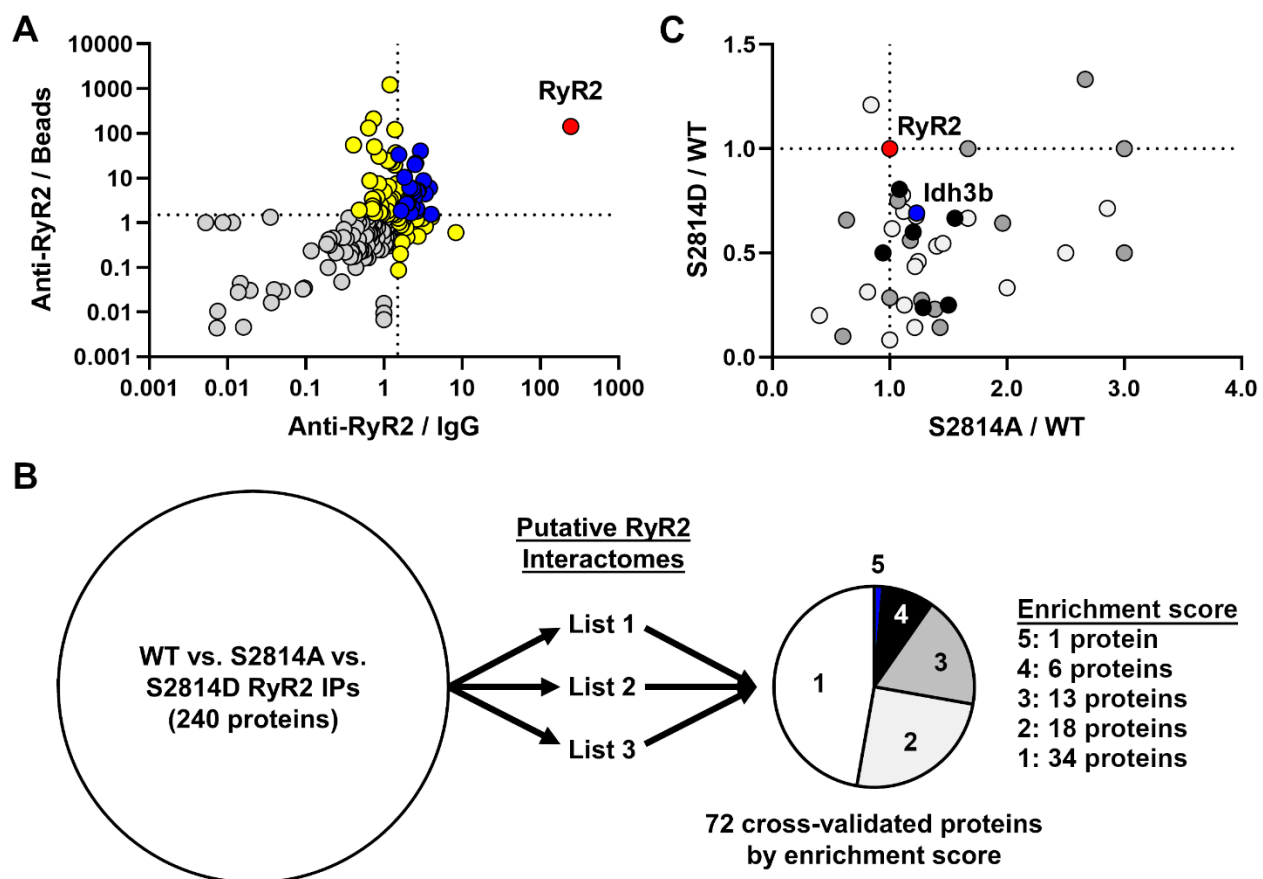 A
10000
1000
100
10
1
0.1
0.01
0.001
Anti-RyR2 / Beads
RyR2
0.001
0.01
0.1
1
10
100
1000
Anti-RyR2 / IgG
C
1.5
1.0
0.5
0.0
S2814D / WT
RyR2
Idh3b
0.0
1.0
2.0
3.0
4.0
S2814A / WT
B
WT vs. S2814A vs.
S2814D RyR2 IPs
(240 proteins)
Putative RyR2
Interactomes
List 1
List 2
List 3
5
4
3
2
1
72 cross-validated proteins
by enrichment score
Enrichment score
5: 1 protein
4: 6 proteins
3: 13 proteins
2: 18 proteins
1: 34 proteins